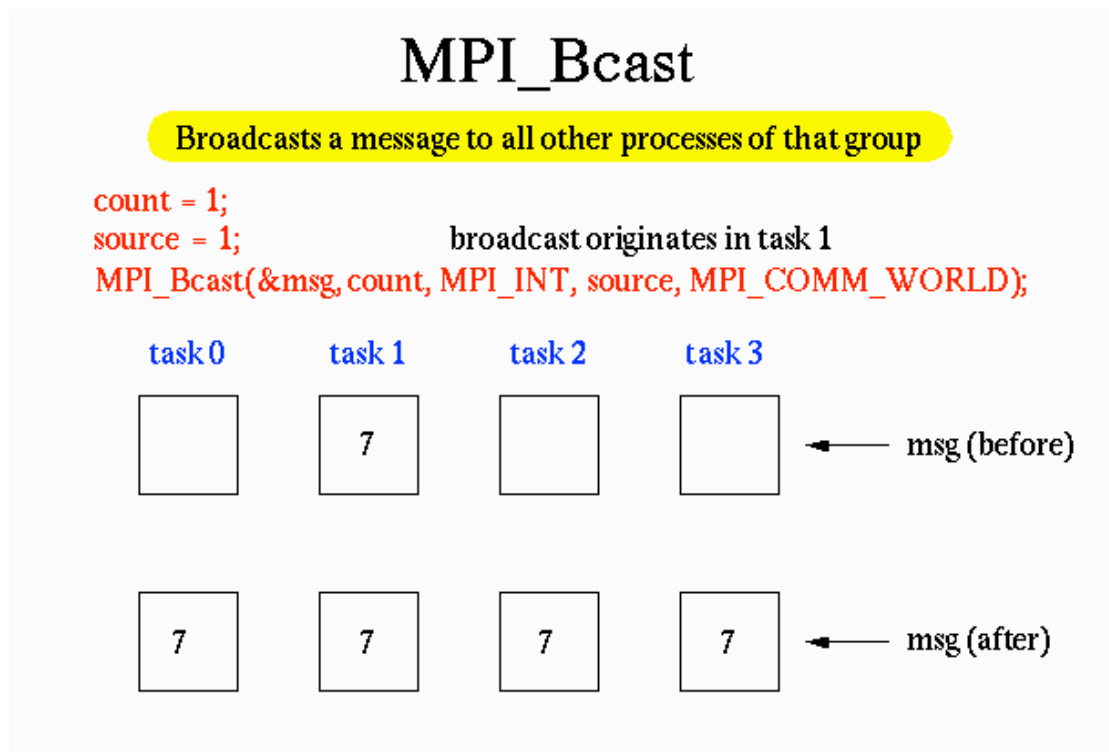 MPI_Bcast
Broadcasts a message to all other processes of that group
count = 1;
source = 1; broadcast originates in task 1
MPI_Bcast(&msg, count, MPI_INT, source, MPI_COMM_WORLD);
task 0 task 1 task 2 task 3
7 msg (before)
7 7 7 7 msg (after)